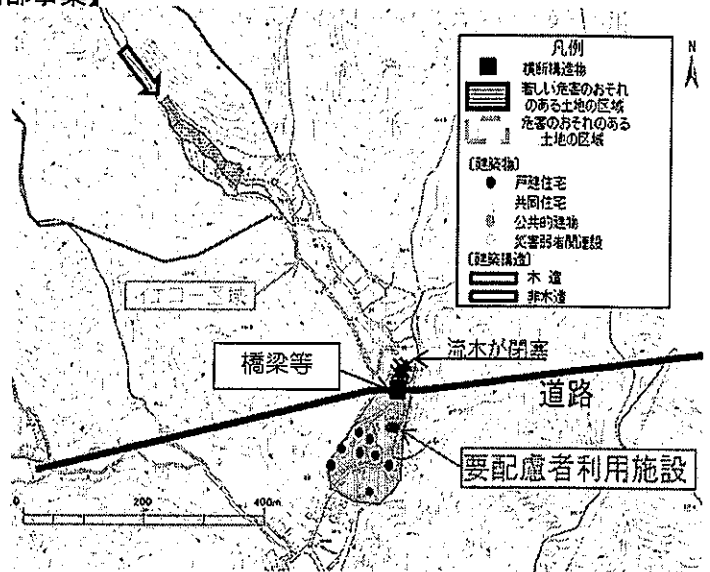 部事業】
凡例
横断構造物
著しい危害のおそれ
のある土地の区域
危害のおそれのある
土地の区域
〔建築物〕
戸建住宅
共同住宅
公共的建物
災害弱者関連設
〔建築構造〕
木造
非木造
N
イエロー区域
橋梁等
流木が閉塞
道路
要配慮者利用施設
0 200 400m